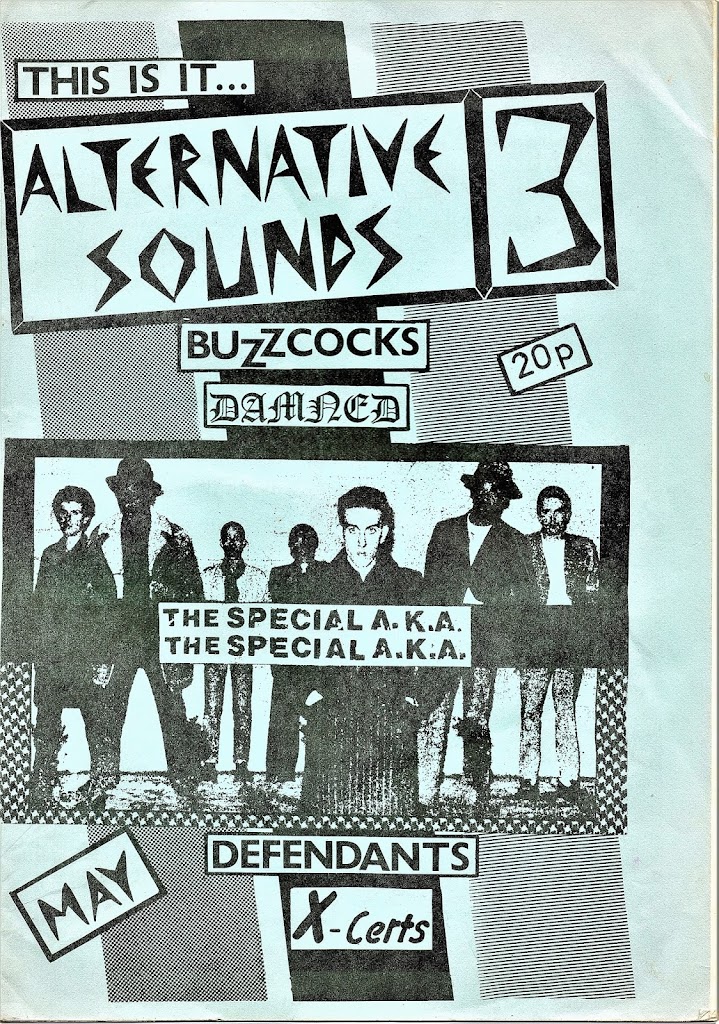 THIS IS IT...
ALTERNATIVE
SOUNDS
3
BUZZCOCKS
20p
DAMNED
THE SPECIAL A.K.A.
THE SPECIAL A.K.A.
DEFENDANTS
MAY
X-Certs